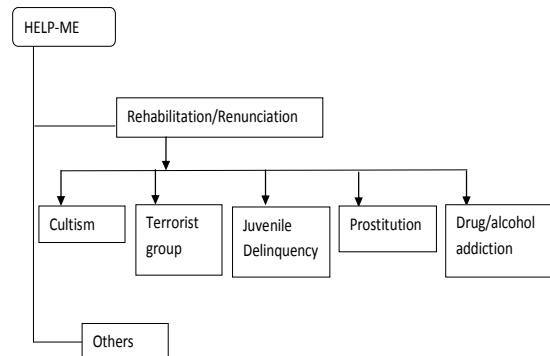 HELP-ME
Rehabilitation/Renunciation
Cultism
Terrorist
group
Juvenile
Delinquency
Prostitution
Drug/alcohol
addiction
Others